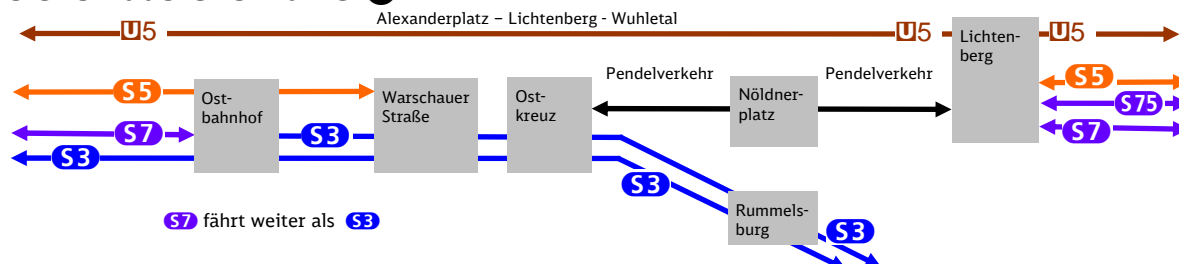 Alexanderplatz – Lichtenberg - Wuhletal
U5
U5
Lichten-
berg
U5
S5
Ost-
bahnhof
Warschauer
Straße
Ost-
kreuz
Pendelverkehr
Nöldner-
platz
Pendelverkehr
S5
S75
S7
S7
S3
S3
S3
Rummels-
burg
S3
S7 fährt weiter als S3